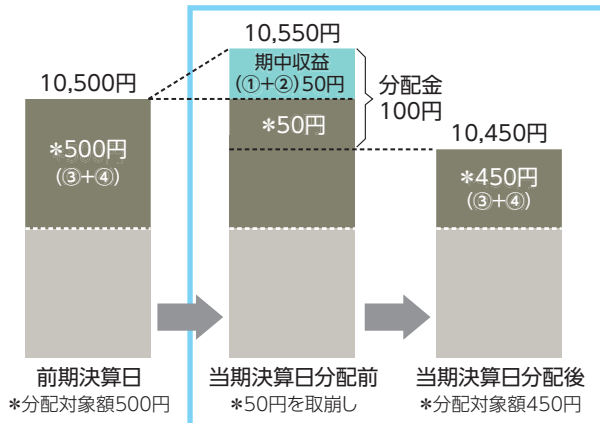 10,500円
*500円
(③+④)
前期決算日
*分配対象額500円
10,550円
期中収益
(①+②)50円
*50円
分配金
100円
当期決算日分配前
*50円を取崩し
10,450円
*450円
(③+④)
当期決算日分配後
*分配対象額450円